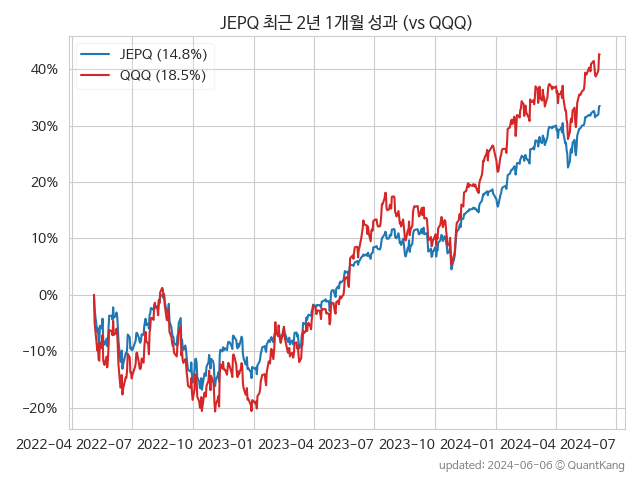 JEPQ 최근 2년 1개월 성과 (vs QQQ)
JEPQ (14.8%)
QQQ (18.5%)
40%
30%
20%
10%
0%
−10%
−20%
2022-04 2022-07 2022-10 2023-01 2023-04 2023-07 2023-10 2024-01 2024-04 2024-07
updated: 2024-06-06 © QuantKang